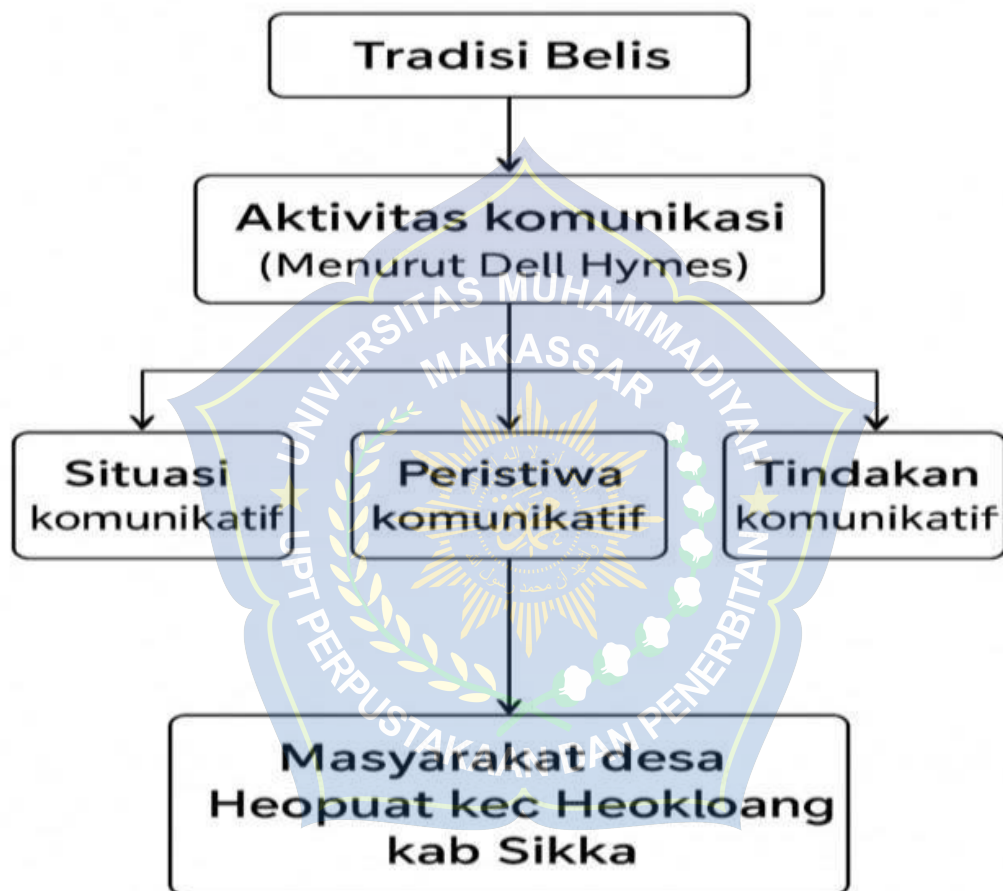 Tradisi Belis
Aktivitas komunikasi
(Menurut Dell Hymes)
UNIVERSITAS MUHAMMADIYAH
MAKASSAR
Situasi
komunikatif
Peristiwa
komunikatif
Tindakan
komunikatif
UPT PERPUSTAKAAN DAN PENERBITAN
Masyarakat desa
Heopuat kec Heokloang
kab Sikka